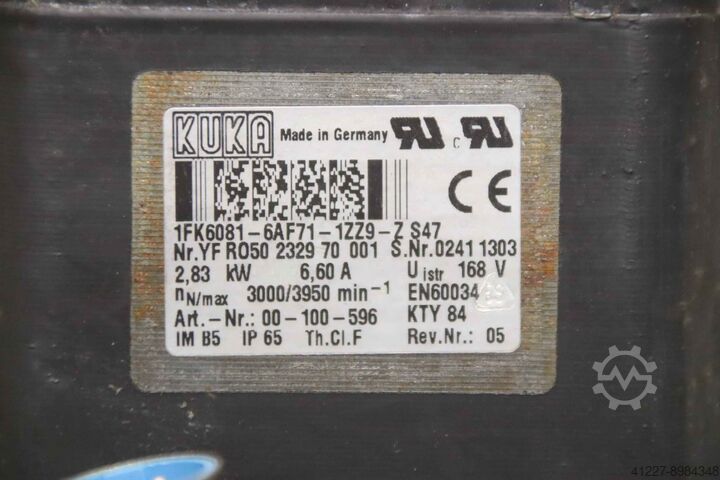 KUKA Made in Germany
1FK6081-6AF71-1ZZ9-Z S47
Nr.YF RO50 2329 70 001 S.Nr.0241 1303
2,83 kW 6,60 A U istr 168 V
nN/max 3000/3950 min-1 EN60034
Art.-Nr.: 00-100-596 KTY 84
IM B5 IP 65 Th.Cl.F Rev.Nr.: 05
41227-8984348